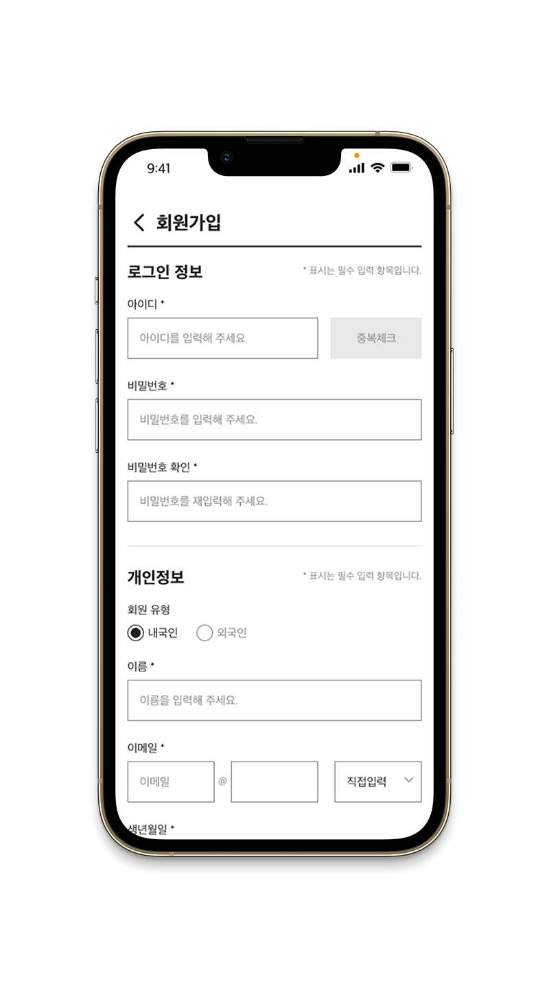 9:41
회원가입
로그인 정보
* 표시는 필수 입력 항목입니다.
아이디 *
아이디를 입력해 주세요.
중복체크
비밀번호 *
비밀번호를 입력해 주세요.
비밀번호 확인 *
비밀번호를 재입력해 주세요.
개인정보
* 표시는 필수 입력 항목입니다.
회원 유형
내국인 외국인
이름 *
이름을 입력해 주세요.
이메일 *
이메일 @ 직접입력
생년월일 *